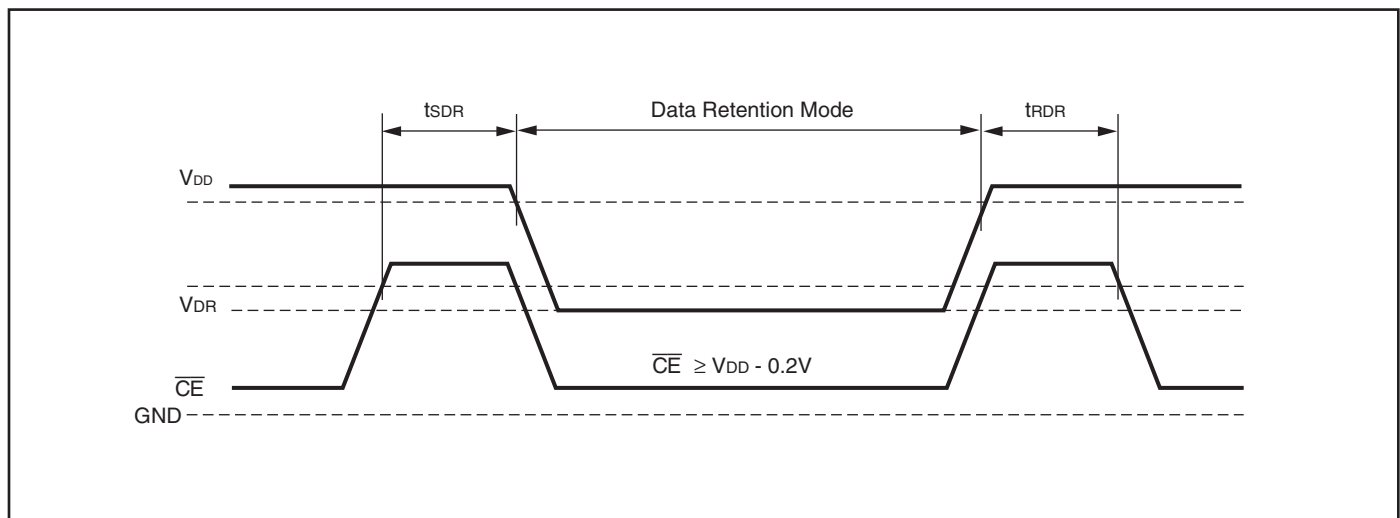 tSDR
Data Retention Mode
tRDR
VDD
VDR
CE ≥ VDD - 0.2V
CE
GND